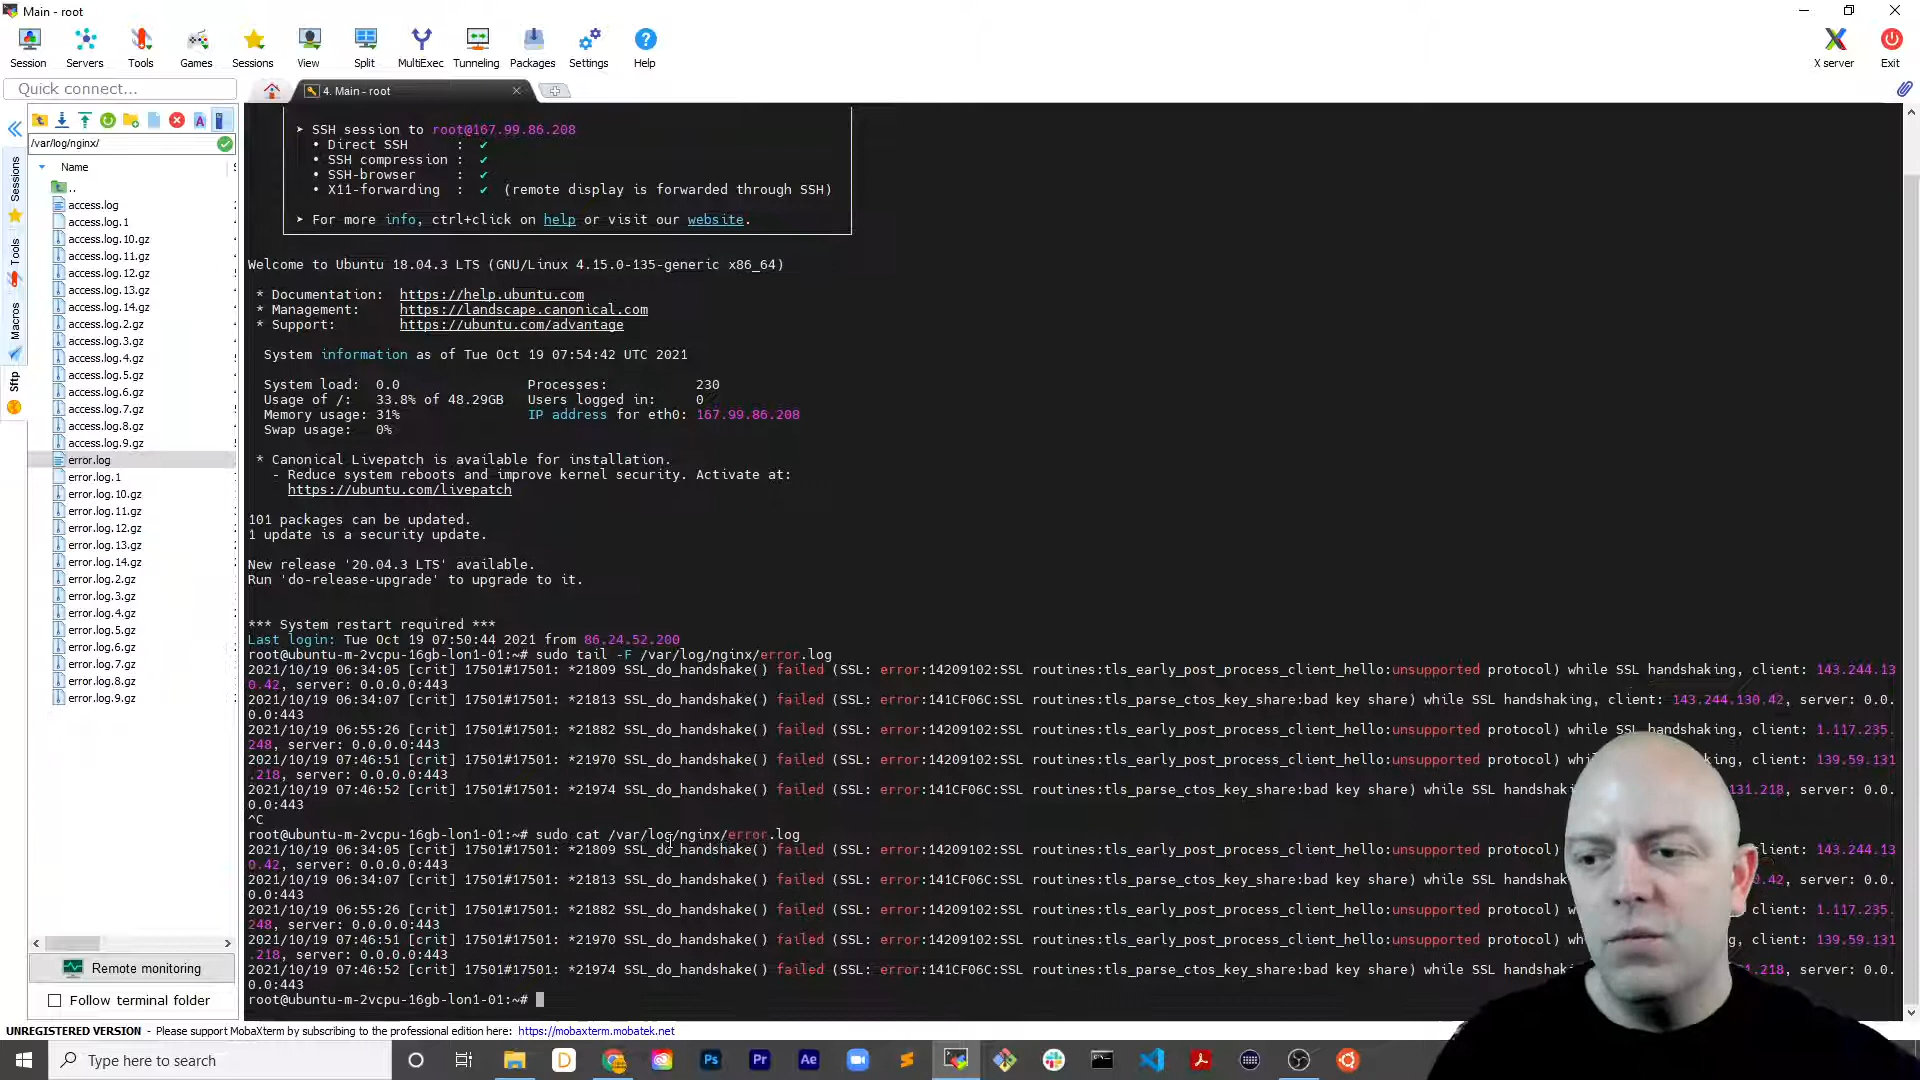 Main - root
Session
Servers
Tools
Games
Sessions
View
Split
MultiExec
Tunneling
Packages
Settings
Help
X server
Exit
Quick connect...
4. Main - root
/var/log/nginx/
Name
..
access.log
access.log.1
access.log.10.gz
access.log.11.gz
access.log.12.gz
access.log.13.gz
access.log.14.gz
access.log.2.gz
access.log.3.gz
access.log.4.gz
access.log.5.gz
access.log.6.gz
access.log.7.gz
access.log.8.gz
access.log.9.gz
error.log
error.log.1
error.log.10.gz
error.log.11.gz
error.log.12.gz
error.log.13.gz
error.log.14.gz
error.log.2.gz
error.log.3.gz
error.log.4.gz
error.log.5.gz
error.log.6.gz
error.log.7.gz
error.log.8.gz
error.log.9.gz
Sessions
Tools
Macros
Sftp
Remote monitoring
Follow terminal folder
➤ SSH session to root@167.99.86.208
• Direct SSH : ✔
• SSH compression : ✔
• SSH-browser : ✔
• X11-forwarding : ✔ (remote display is forwarded through SSH)
➤ For more info, ctrl+click on help or visit our website.
Welcome to Ubuntu 18.04.3 LTS (GNU/Linux 4.15.0-135-generic x86_64)
* Documentation: https://help.ubuntu.com
* Management: https://landscape.canonical.com
* Support: https://ubuntu.com/advantage
System information as of Tue Oct 19 07:54:42 UTC 2021
System load: 0.0 Processes: 230
Usage of /: 33.8% of 48.29GB Users logged in: 0
Memory usage: 31% IP address for eth0: 167.99.86.208
Swap usage: 0%
* Canonical Livepatch is available for installation.
- Reduce system reboots and improve kernel security. Activate at:
https://ubuntu.com/livepatch
101 packages can be updated.
1 update is a security update.
New release '20.04.3 LTS' available.
Run 'do-release-upgrade' to upgrade to it.
*** System restart required ***
Last login: Tue Oct 19 07:50:44 2021 from 86.24.52.200
root@ubuntu-m-2vcpu-16gb-lon1-01:~# sudo tail -F /var/log/nginx/error.log
2021/10/19 06:34:05 [crit] 17501#17501: *21809 SSL_do_handshake() failed (SSL: error:14209102:SSL routines:tls_early_post_process_client_hello:unsupported protocol) while SSL handshaking, client: 143.244.13
0.42, server: 0.0.0.0:443
2021/10/19 06:34:07 [crit] 17501#17501: *21813 SSL_do_handshake() failed (SSL: error:141CF06C:SSL routines:tls_parse_ctos_key_share:bad key share) while SSL handshaking, client: 143.244.130.42, server: 0.0.
0.0:443
2021/10/19 06:55:26 [crit] 17501#17501: *21882 SSL_do_handshake() failed (SSL: error:14209102:SSL routines:tls_early_post_process_client_hello:unsupported protocol) while SSL handshaking, client: 1.117.235.
248, server: 0.0.0.0:443
2021/10/19 07:46:51 [crit] 17501#17501: *21970 SSL_do_handshake() failed (SSL: error:14209102:SSL routines:tls_early_post_process_client_hello:unsupported protocol) whi handshaking, client: 139.59.131
.218, server: 0.0.0.0:443
2021/10/19 07:46:52 [crit] 17501#17501: *21974 SSL_do_handshake() failed (SSL: error:141CF06C:SSL routines:tls_parse_ctos_key_share:bad key share) while SSL handshak 131.218, server: 0.0.
0.0:443
^C
root@ubuntu-m-2vcpu-16gb-lon1-01:~# sudo cat /var/log/nginx/error.log
2021/10/19 06:34:05 [crit] 17501#17501: *21809 SSL_do_handshake() failed (SSL: error:14209102:SSL routines:tls_early_post_process_client_hello:unsupported protocol) client: 143.244.13
0.42, server: 0.0.0.0:443
2021/10/19 06:34:07 [crit] 17501#17501: *21813 SSL_do_handshake() failed (SSL: error:141CF06C:SSL routines:tls_parse_ctos_key_share:bad key share) while SSL handshak 0.42, server: 0.0.
0.0:443
2021/10/19 06:55:26 [crit] 17501#17501: *21882 SSL_do_handshake() failed (SSL: error:14209102:SSL routines:tls_early_post_process_client_hello:unsupported protocol) w client: 1.117.235.
248, server: 0.0.0.0:443
2021/10/19 07:46:51 [crit] 17501#17501: *21970 SSL_do_handshake() failed (SSL: error:14209102:SSL routines:tls_early_post_process_client_hello:unsupported protocol) wh g, client: 139.59.131
.218, server: 0.0.0.0:443
2021/10/19 07:46:52 [crit] 17501#17501: *21974 SSL_do_handshake() failed (SSL: error:141CF06C:SSL routines:tls_parse_ctos_key_share:bad key share) while SSL handshak 1.218, server: 0.0.
0.0:443
root@ubuntu-m-2vcpu-16gb-lon1-01:~#
UNREGISTERED VERSION - Please support MobaXterm by subscribing to the professional edition here: https://mobaxterm.mobatek.net
Type here to search